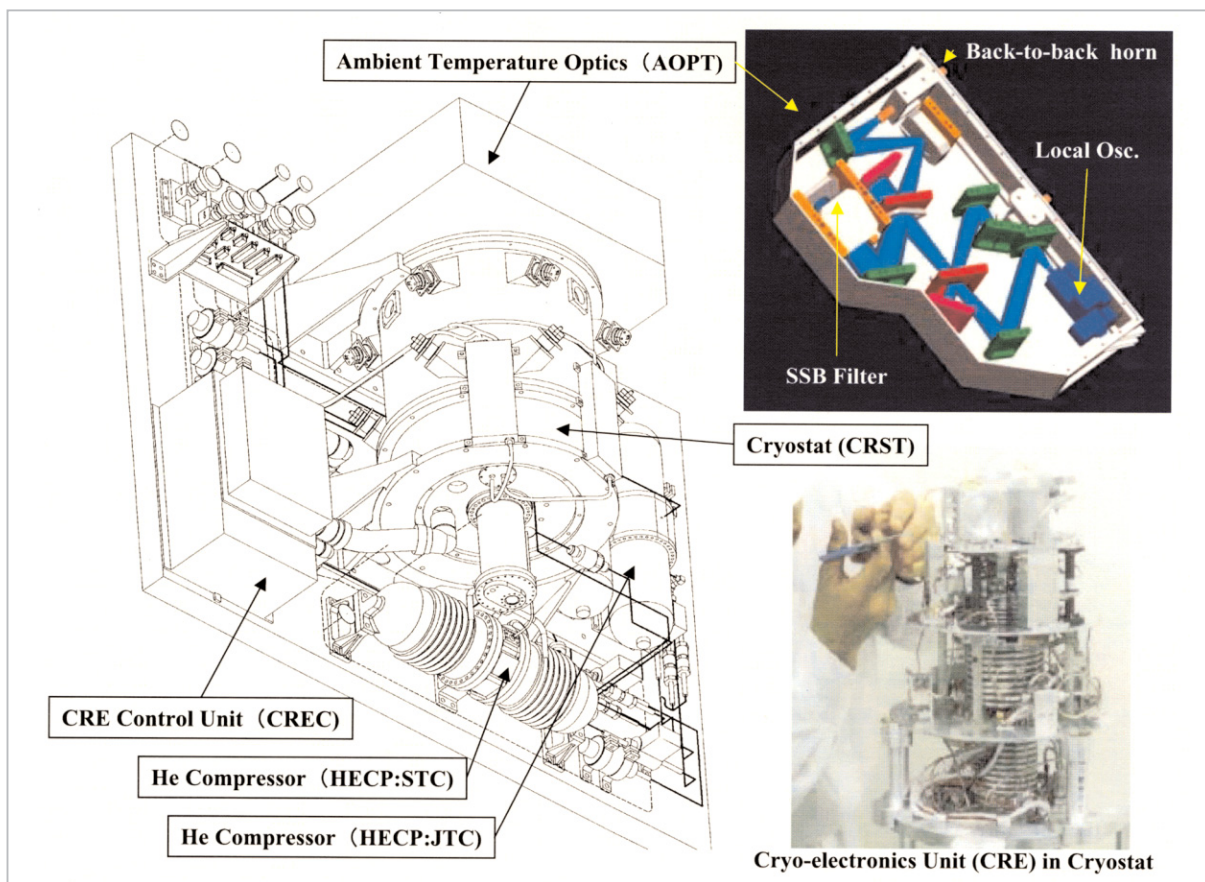 Ambient Temperature Optics (AOPT)
Back-to-back horn
Local Osc.
SSB Filter
Cryostat (CRST)
CRE Control Unit (CREC)
He Compressor (HECP:STC)
He Compressor (HECP:JTC)
Cryo-electronics Unit (CRE) in Cryostat